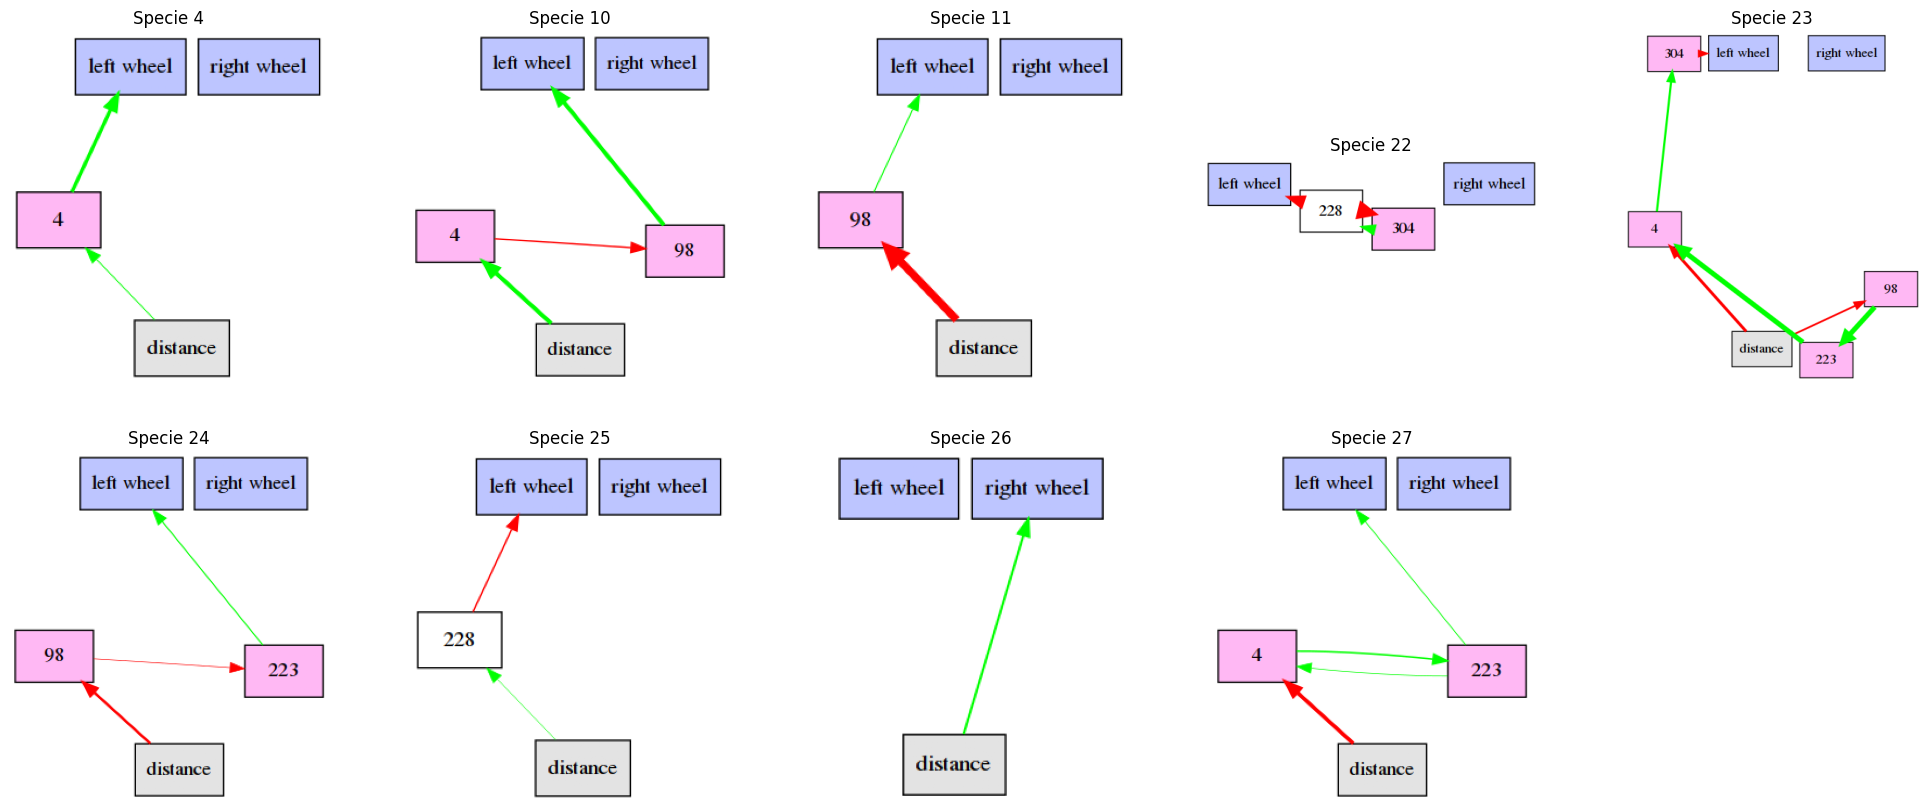 Specie 4
left wheel right wheel
4
distance
Specie 10
left wheel right wheel
4
98
distance
Specie 11
left wheel right wheel
98
distance
Specie 22
left wheel right wheel
228
304
Specie 23
304 left wheel right wheel
4
98
distance
223
Specie 24
left wheel right wheel
98
223
distance
Specie 25
left wheel right wheel
228
distance
Specie 26
left wheel right wheel
distance
Specie 27
left wheel right wheel
4
223
distance